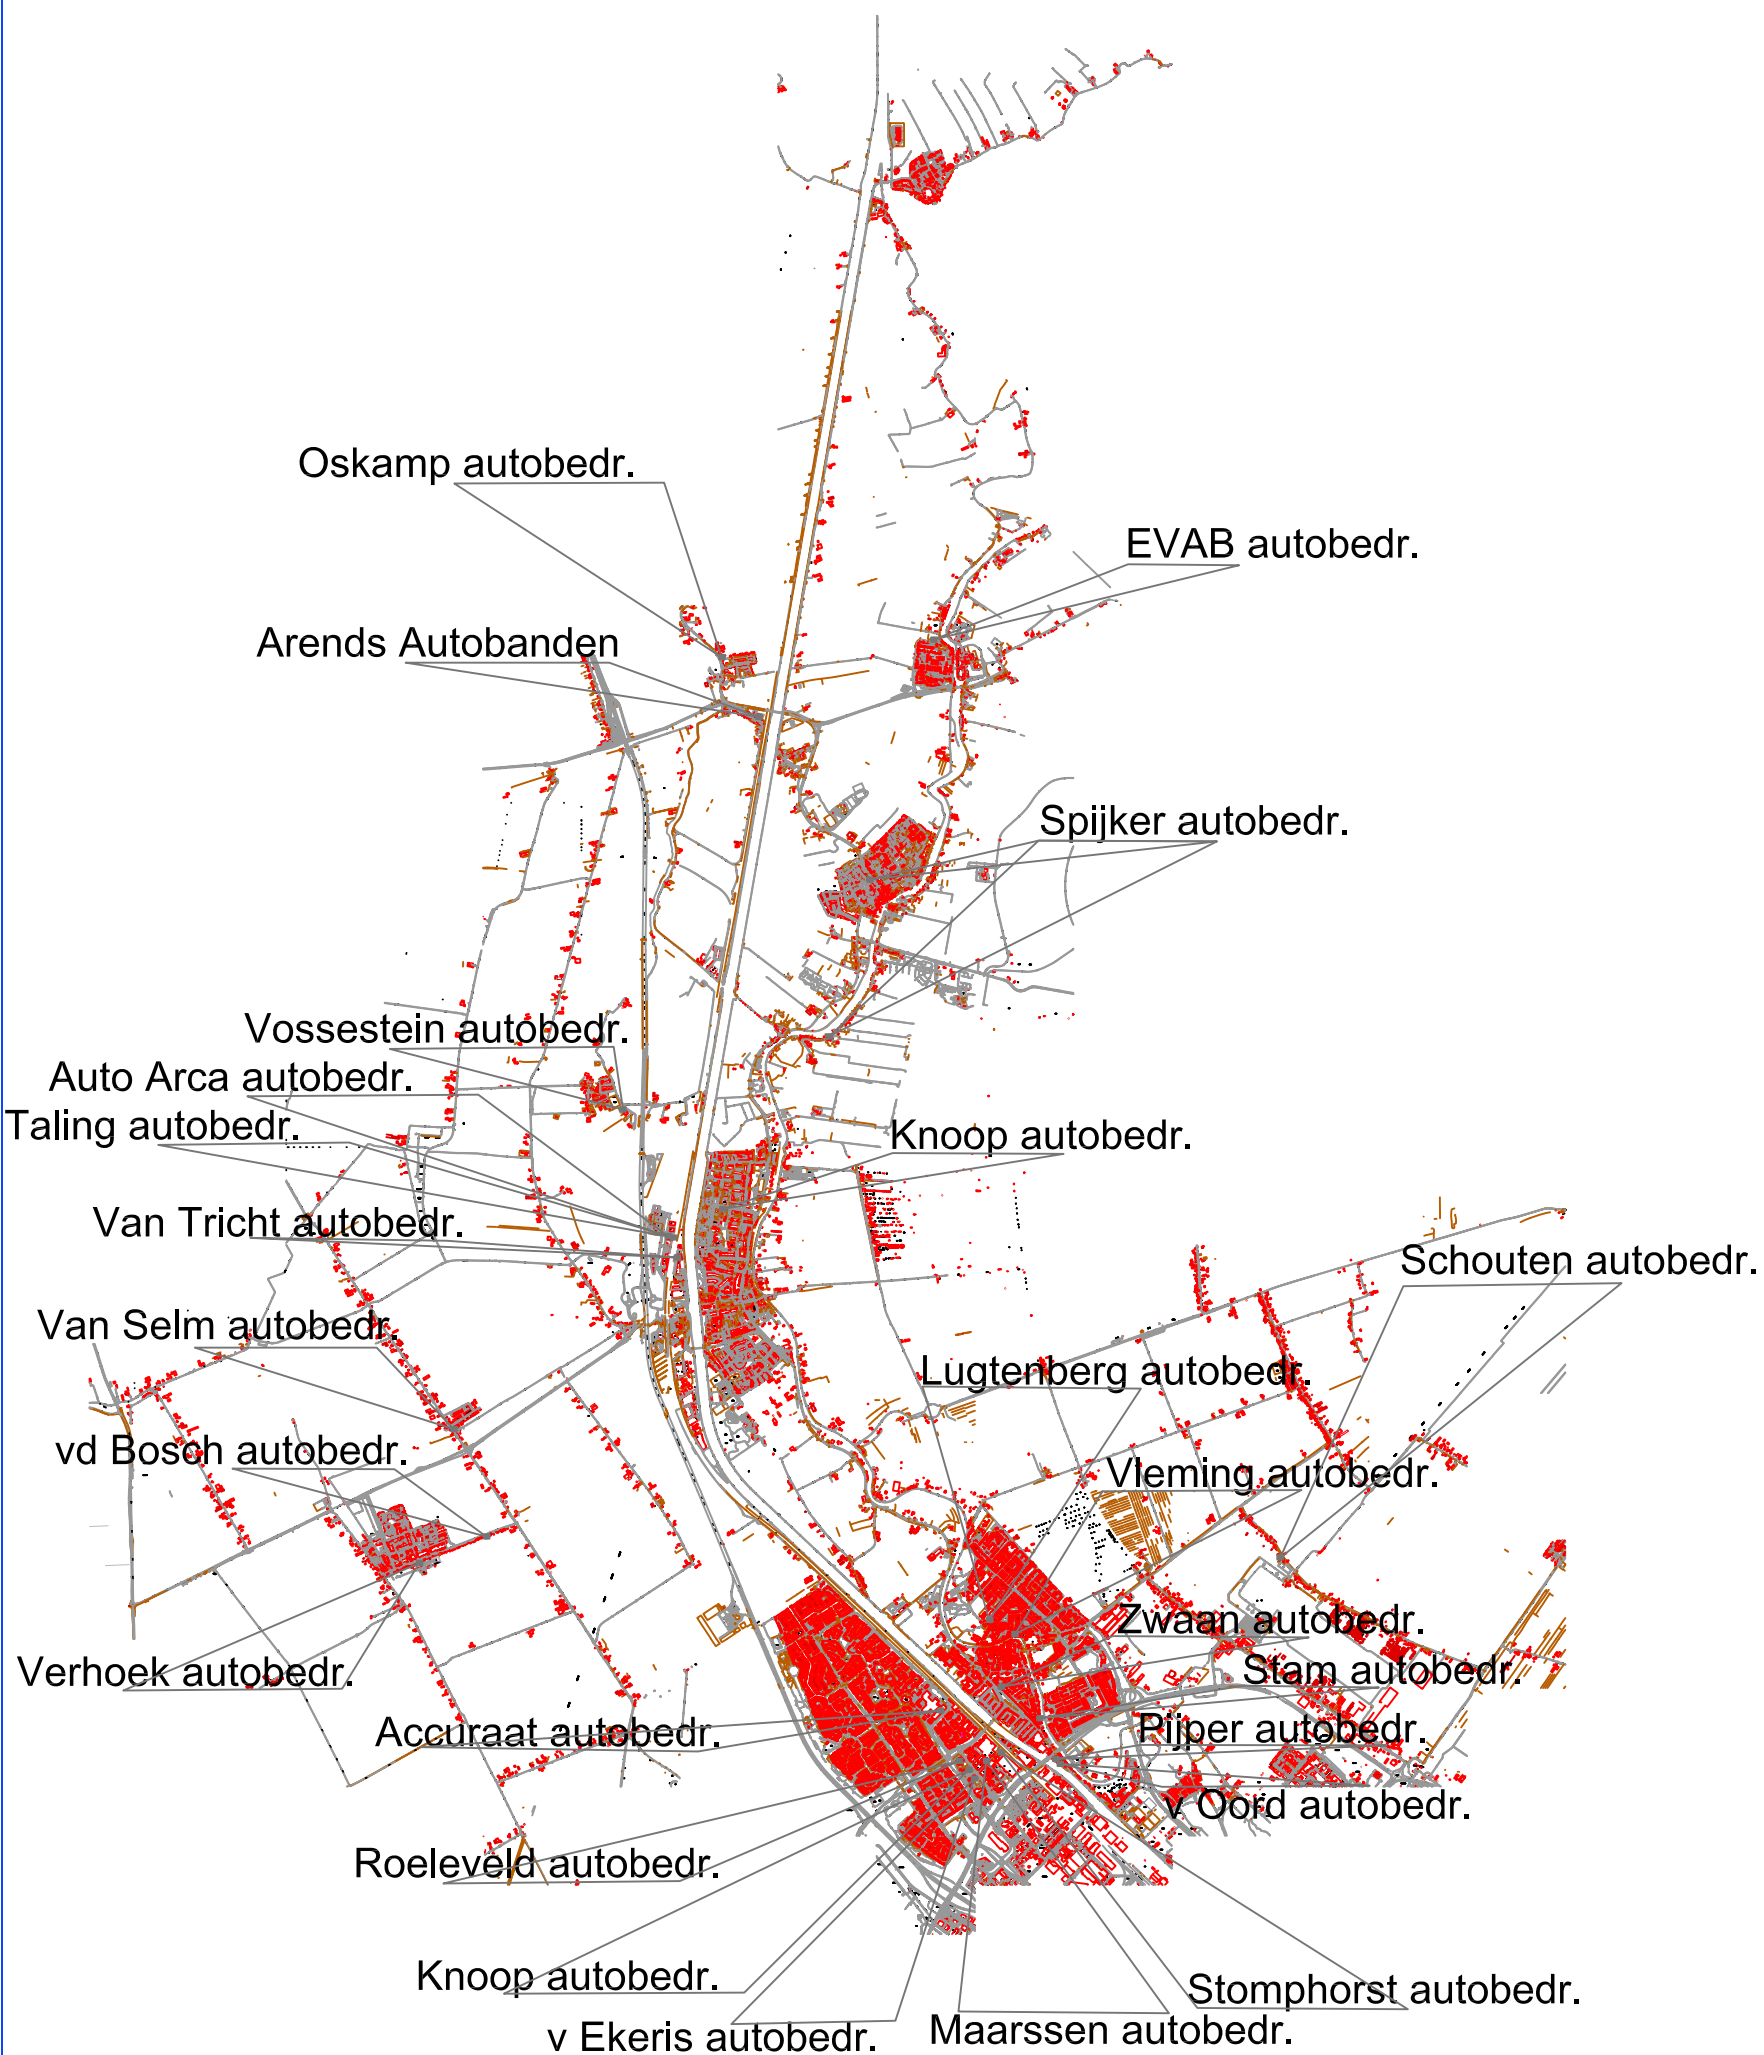 Oskamp autobedr.
EVAB autobedr.
Arends Autobanden
Spijker autobedr.
Vossestein autobedr.
Auto Arca autobedr.
Taling autobedr.
Knoop autobedr.
Van Tricht autobedr.
Schouten autobedr.
Van Selm autobedr.
Lugtenberg autobedr.
vd Bosch autobedr.
Vleming autobedr.
Zwaan autobedr.
Verhoek autobedr.
Stam autobedr.
Accuraat autobedr.
Pijper autobedr.
v Oord autobedr.
Roeleveld autobedr.
Knoop autobedr.
Stomphorst autobedr.
v Ekeris autobedr.
Maarssen autobedr.